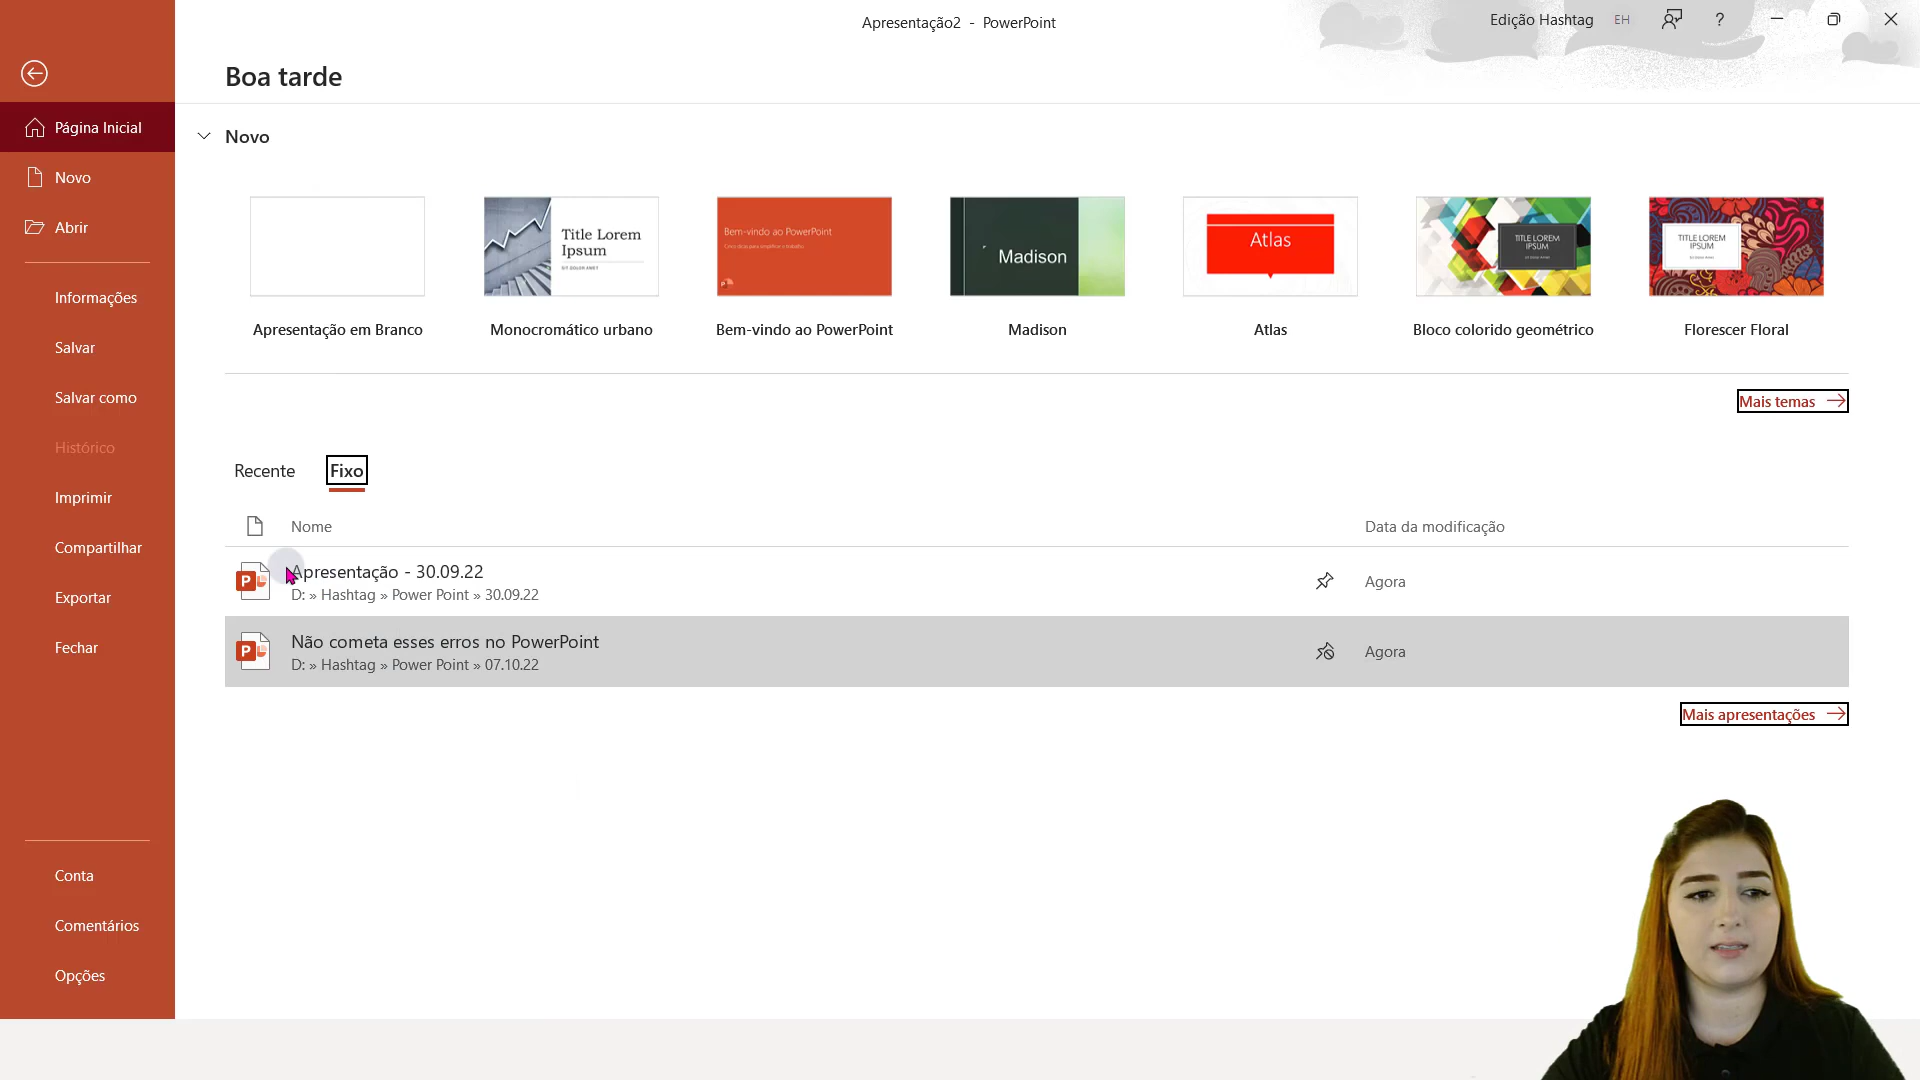 Apresentação2 - PowerPoint
Edição Hashtag EH
Boa tarde
Página Inicial
Novo
Abrir
Informações
Salvar
Salvar como
Histórico
Imprimir
Compartilhar
Exportar
Fechar
Conta
Comentários
Opções
Novo
Title Lorem
Ipsum
SIT DOLOR AMET
Bem-vindo ao PowerPoint
Madison
Atlas
TITLE LOREM
IPSUM
TITLE LOREM
IPSUM
Apresentação em Branco
Monocromático urbano
Bem-vindo ao PowerPoint
Madison
Atlas
Bloco colorido geométrico
Florescer Floral
Mais temas
Recente
Fixo
Nome
Data da modificação
Apresentação - 30.09.22
D: » Hashtag » Power Point » 30.09.22
Agora
Não cometa esses erros no PowerPoint
D: » Hashtag » Power Point » 07.10.22
Agora
Mais apresentações